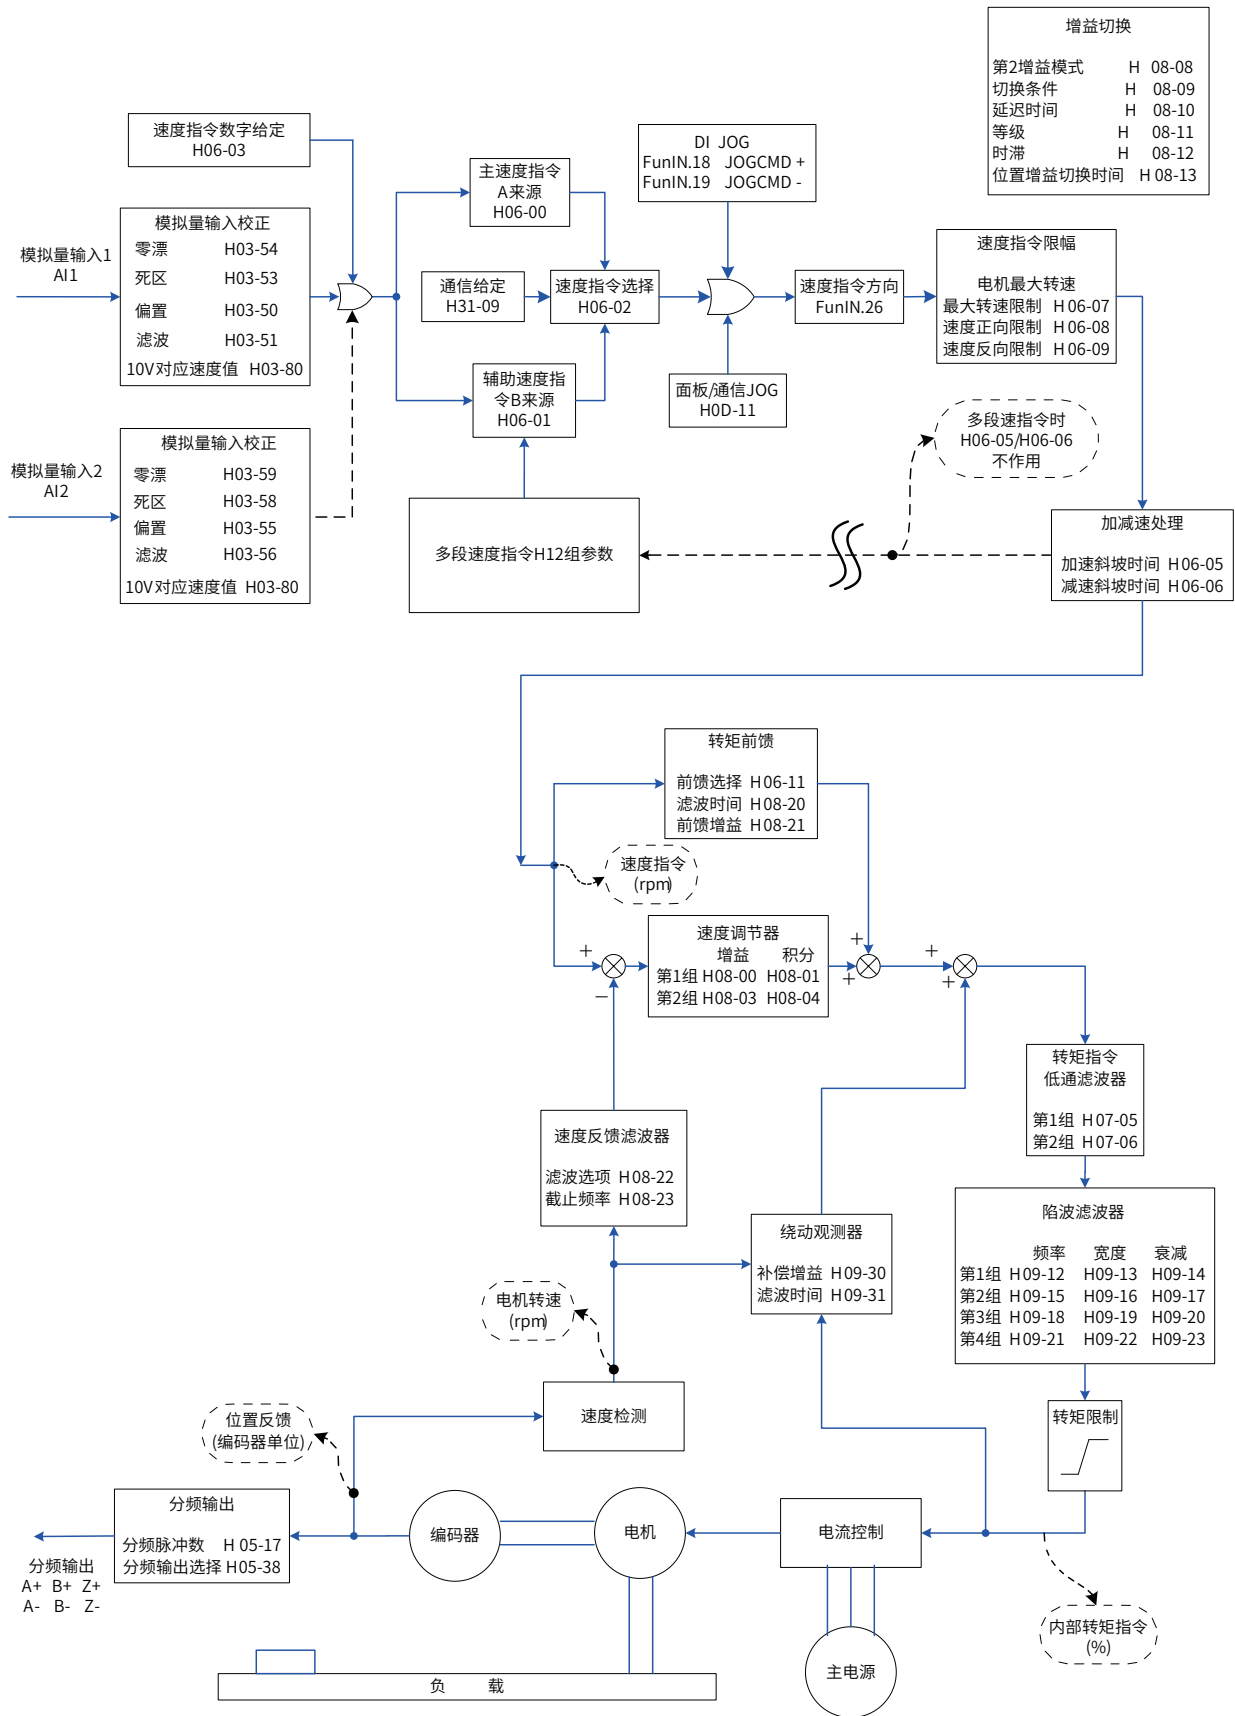 增益切换
第2增益模式 H 08-08
切换条件 H 08-09
延迟时间 H 08-10
等级 H 08-11
时滞 H 08-12
位置增益切换时间 H 08-13
速度指令数字给定
H06-03
DI JOG
FunIN.18 JOGCMD +
FunIN.19 JOGCMD -
主速度指令
A来源
H06-00
模拟量输入1
AI1
模拟量输入校正
零漂 H03-54
死区 H03-53
偏置 H03-50
滤波 H03-51
10V对应速度值 H03-80
通信给定
H31-09
速度指令选择
H06-02
速度指令方向
FunIN.26
速度指令限幅
电机最大转速
最大转速限制 H 06-07
速度正向限制 H 06-08
速度反向限制 H 06-09
辅助速度指
令B来源
H06-01
面板/通信JOG
H0D-11
多段速指令时
H06-05/H06-06
不作用
模拟量输入2
AI2
模拟量输入校正
零漂 H03-59
死区 H03-58
偏置 H03-55
滤波 H03-56
10V对应速度值 H03-80
多段速度指令H12组参数
加减速处理
加速斜坡时间 H 06-05
减速斜坡时间 H 06-06
转矩前馈
前馈选择 H 06-11
滤波时间 H 08-20
前馈增益 H 08-21
速度指令
(rpm)
速度调节器
增益 积分
第1组 H 08-00 H08-01
第2组 H 08-03 H08-04
+
−
+
+
+
+
转矩指令
低通滤波器
第1组 H 07-05
第2组 H 07-06
速度反馈滤波器
滤波选项 H 08-22
截止频率 H 08-23
陷波滤波器
频率 宽度 衰减
第1组 H 09-12 H09-13 H09-14
第2组 H 09-15 H09-16 H09-17
第3组 H 09-18 H09-19 H09-20
第4组 H 09-21 H09-22 H09-23
绕动观测器
补偿增益 H 09-30
滤波时间 H 09-31
电机转速
(rpm)
速度检测
转矩限制
位置反馈
(编码器单位)
分频输出
分频脉冲数 H 05-17
分频输出选择 H 05-38
编码器
电机
电流控制
分频输出
A+ B+ Z+
A- B- Z-
内部转矩指令
(%)
主电源
负 载